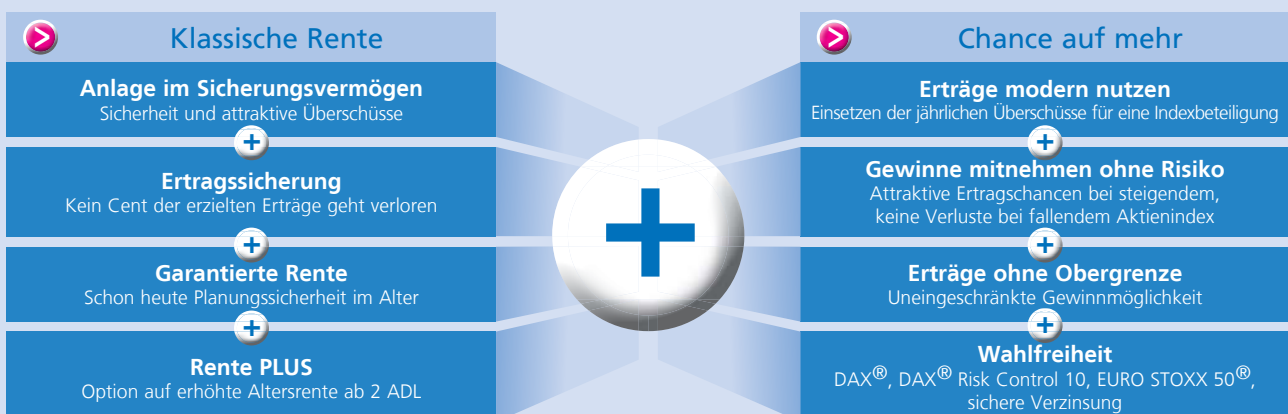 Klassische Rente
Anlage im Sicherungsvermögen
Sicherheit und attraktive Überschüsse
+
Ertragssicherung
Kein Cent der erzielten Erträge geht verloren
+
Garantierte Rente
Schon heute Planungssicherheit im Alter
+
Rente PLUS
Option auf erhöhte Altersrente ab 2 ADL
+
Chance auf mehr
Erträge modern nutzen
Einsetzen der jährlichen Überschüsse für eine Indexbeteiligung
+
Gewinne mitnehmen ohne Risiko
Attraktive Ertragschancen bei steigendem,
keine Verluste bei fallendem Aktienindex
+
Erträge ohne Obergrenze
Uneingeschränkte Gewinnmöglichkeit
+
Wahlfreiheit
DAX®, DAX® Risk Control 10, EURO STOXX 50®,
sichere Verzinsung